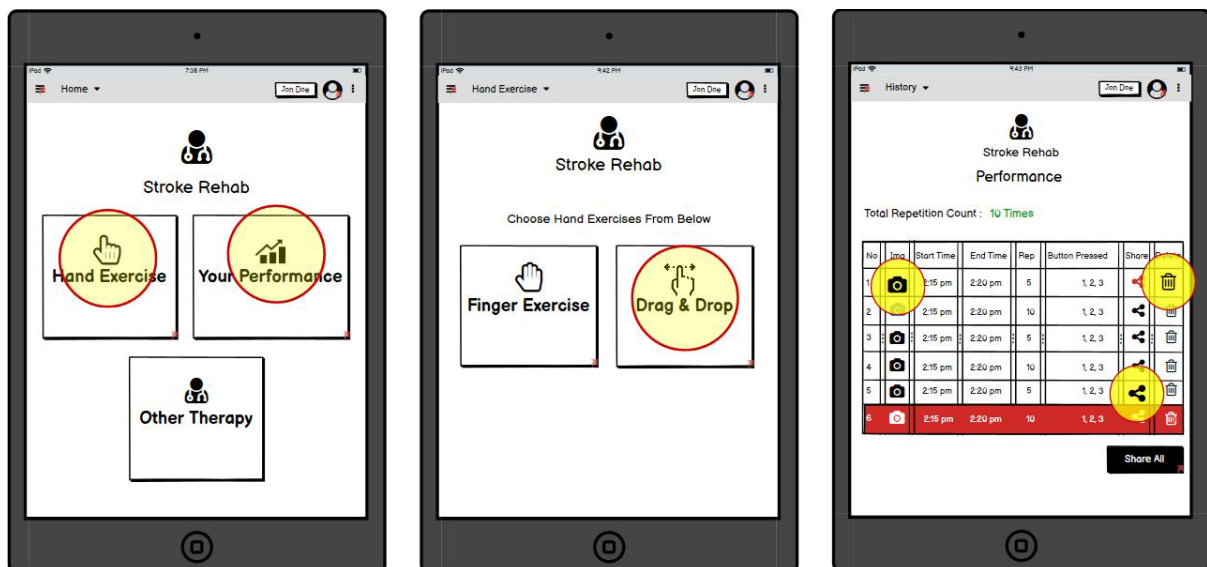 iPod 7:38 PM
Home Jon Doe
Stroke Rehab
Hand Exercise Your Performance
Other Therapy
iPod 9:42 PM
Hand Exercise Jon Doe
Stroke Rehab
Choose Hand Exercises From Below
Finger Exercise Drag & Drop
iPod 9:43 PM
History Jon Doe
Stroke Rehab
Performance
Total Repetition Count : 10 Times
No Img Start Time End Time Rep Button Pressed Share Delete
1 2:15 pm 2:20 pm 5 1, 2, 3
2 2:15 pm 2:20 pm 10 1, 2, 3
3 2:15 pm 2:20 pm 5 1, 2, 3
4 2:15 pm 2:20 pm 10 1, 2, 3
5 2:15 pm 2:20 pm 5 1, 2, 3
6 2:15 pm 2:20 pm 10 1, 2, 3
Share All